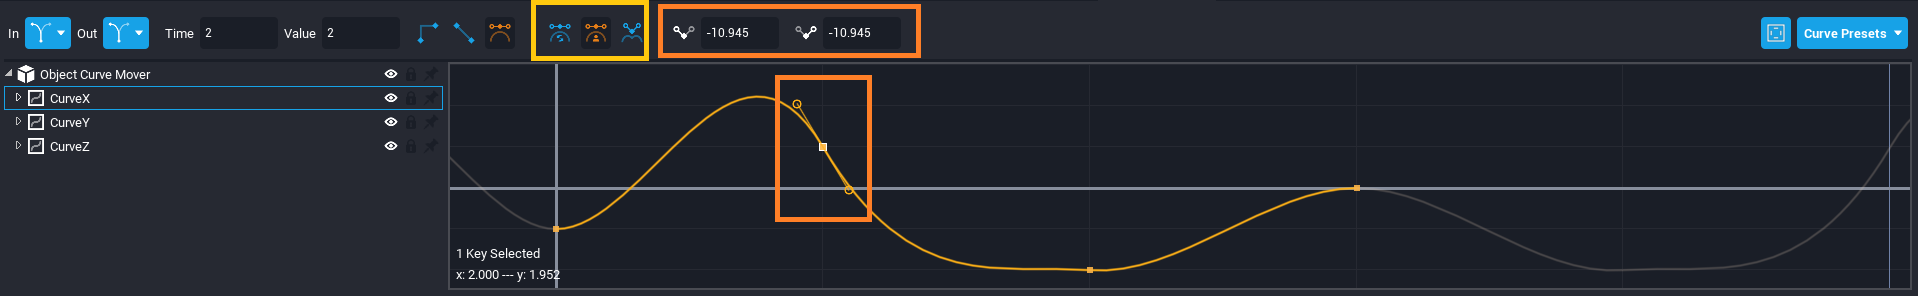 In Out Time 2 Value 2 -10.945 -10.945 Curve Presets
Object Curve Mover
CurveX
CurveY
CurveZ
1 Key Selected
x: 2.000 --- y: 1.952